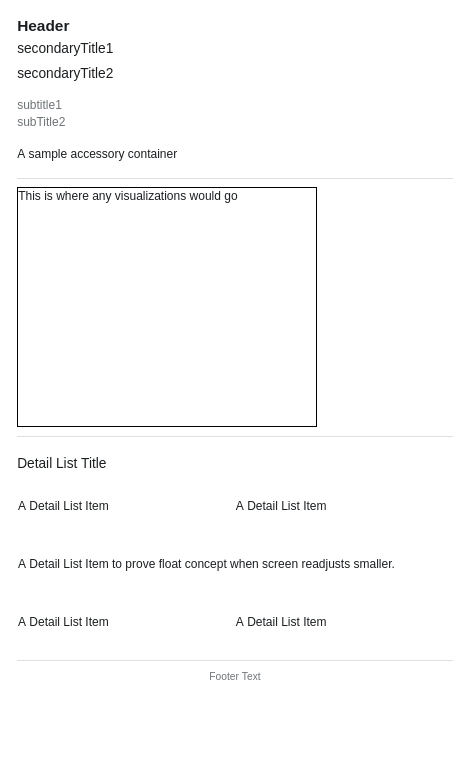 Header
secondaryTitle1
secondaryTitle2
subtitle1
subTitle2
A sample accessory container
This is where any visualizations would go
Detail List Title
A Detail List Item
A Detail List Item
A Detail List Item to prove float concept when screen readjusts smaller.
A Detail List Item
A Detail List Item
Footer Text